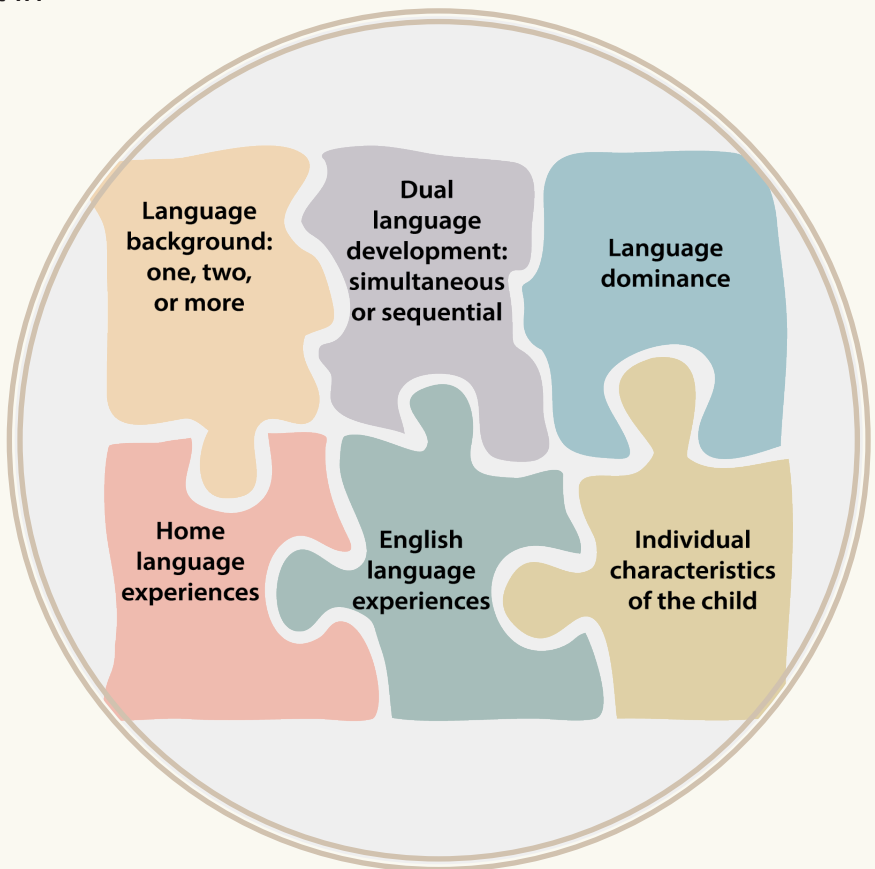 Language
background:
one, two,
or more
Dual
language
development:
simultaneous
or sequential
Language
dominance
Home
language
experiences
English
language
experiences
Individual
characteristics
of the child